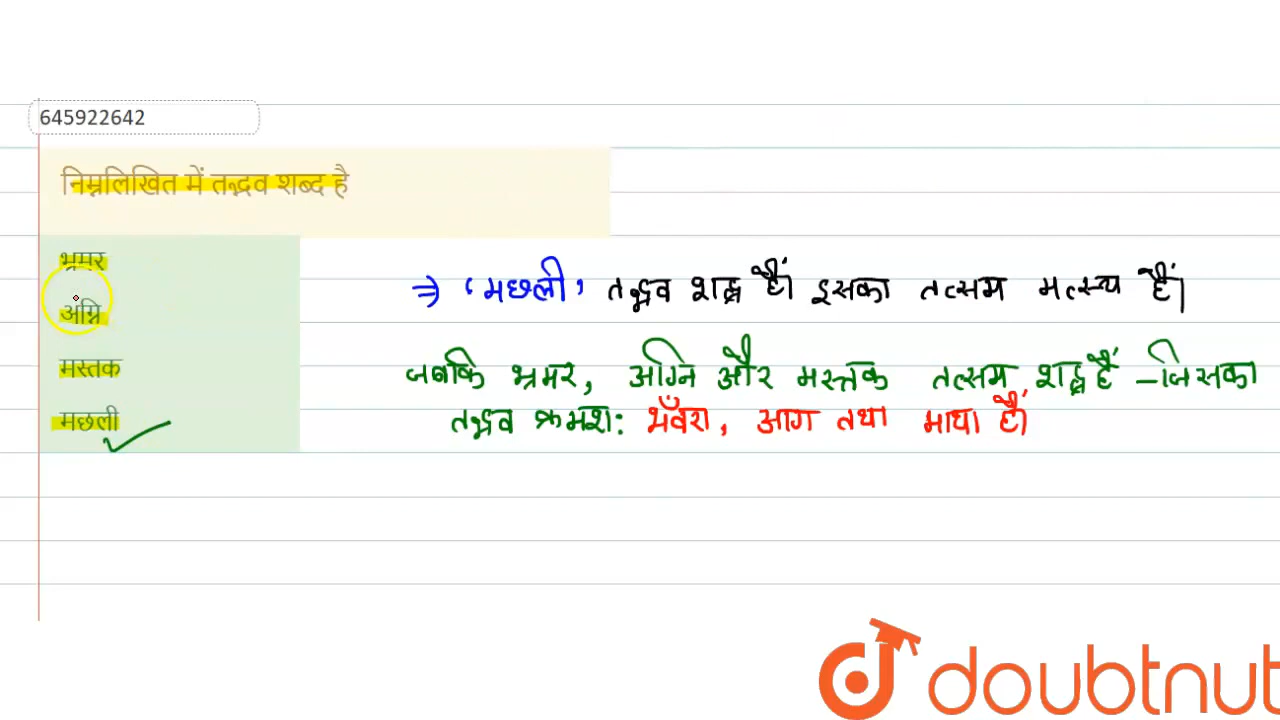 645922642
निम्नलिखित में तद्भव शब्द है
भ्रमर
अग्नि
मस्तक
मछली
⇒ 'मछली' तद्भव शब्द हैं। इसका तत्सम मत्स्य हैं।
जबकि भ्रमर, अग्नि और मस्तक तत्सम शब्द हैं – जिसका
तद्भव क्रमश: भँवरा, आग तथा माथा हैं।
doubtnut